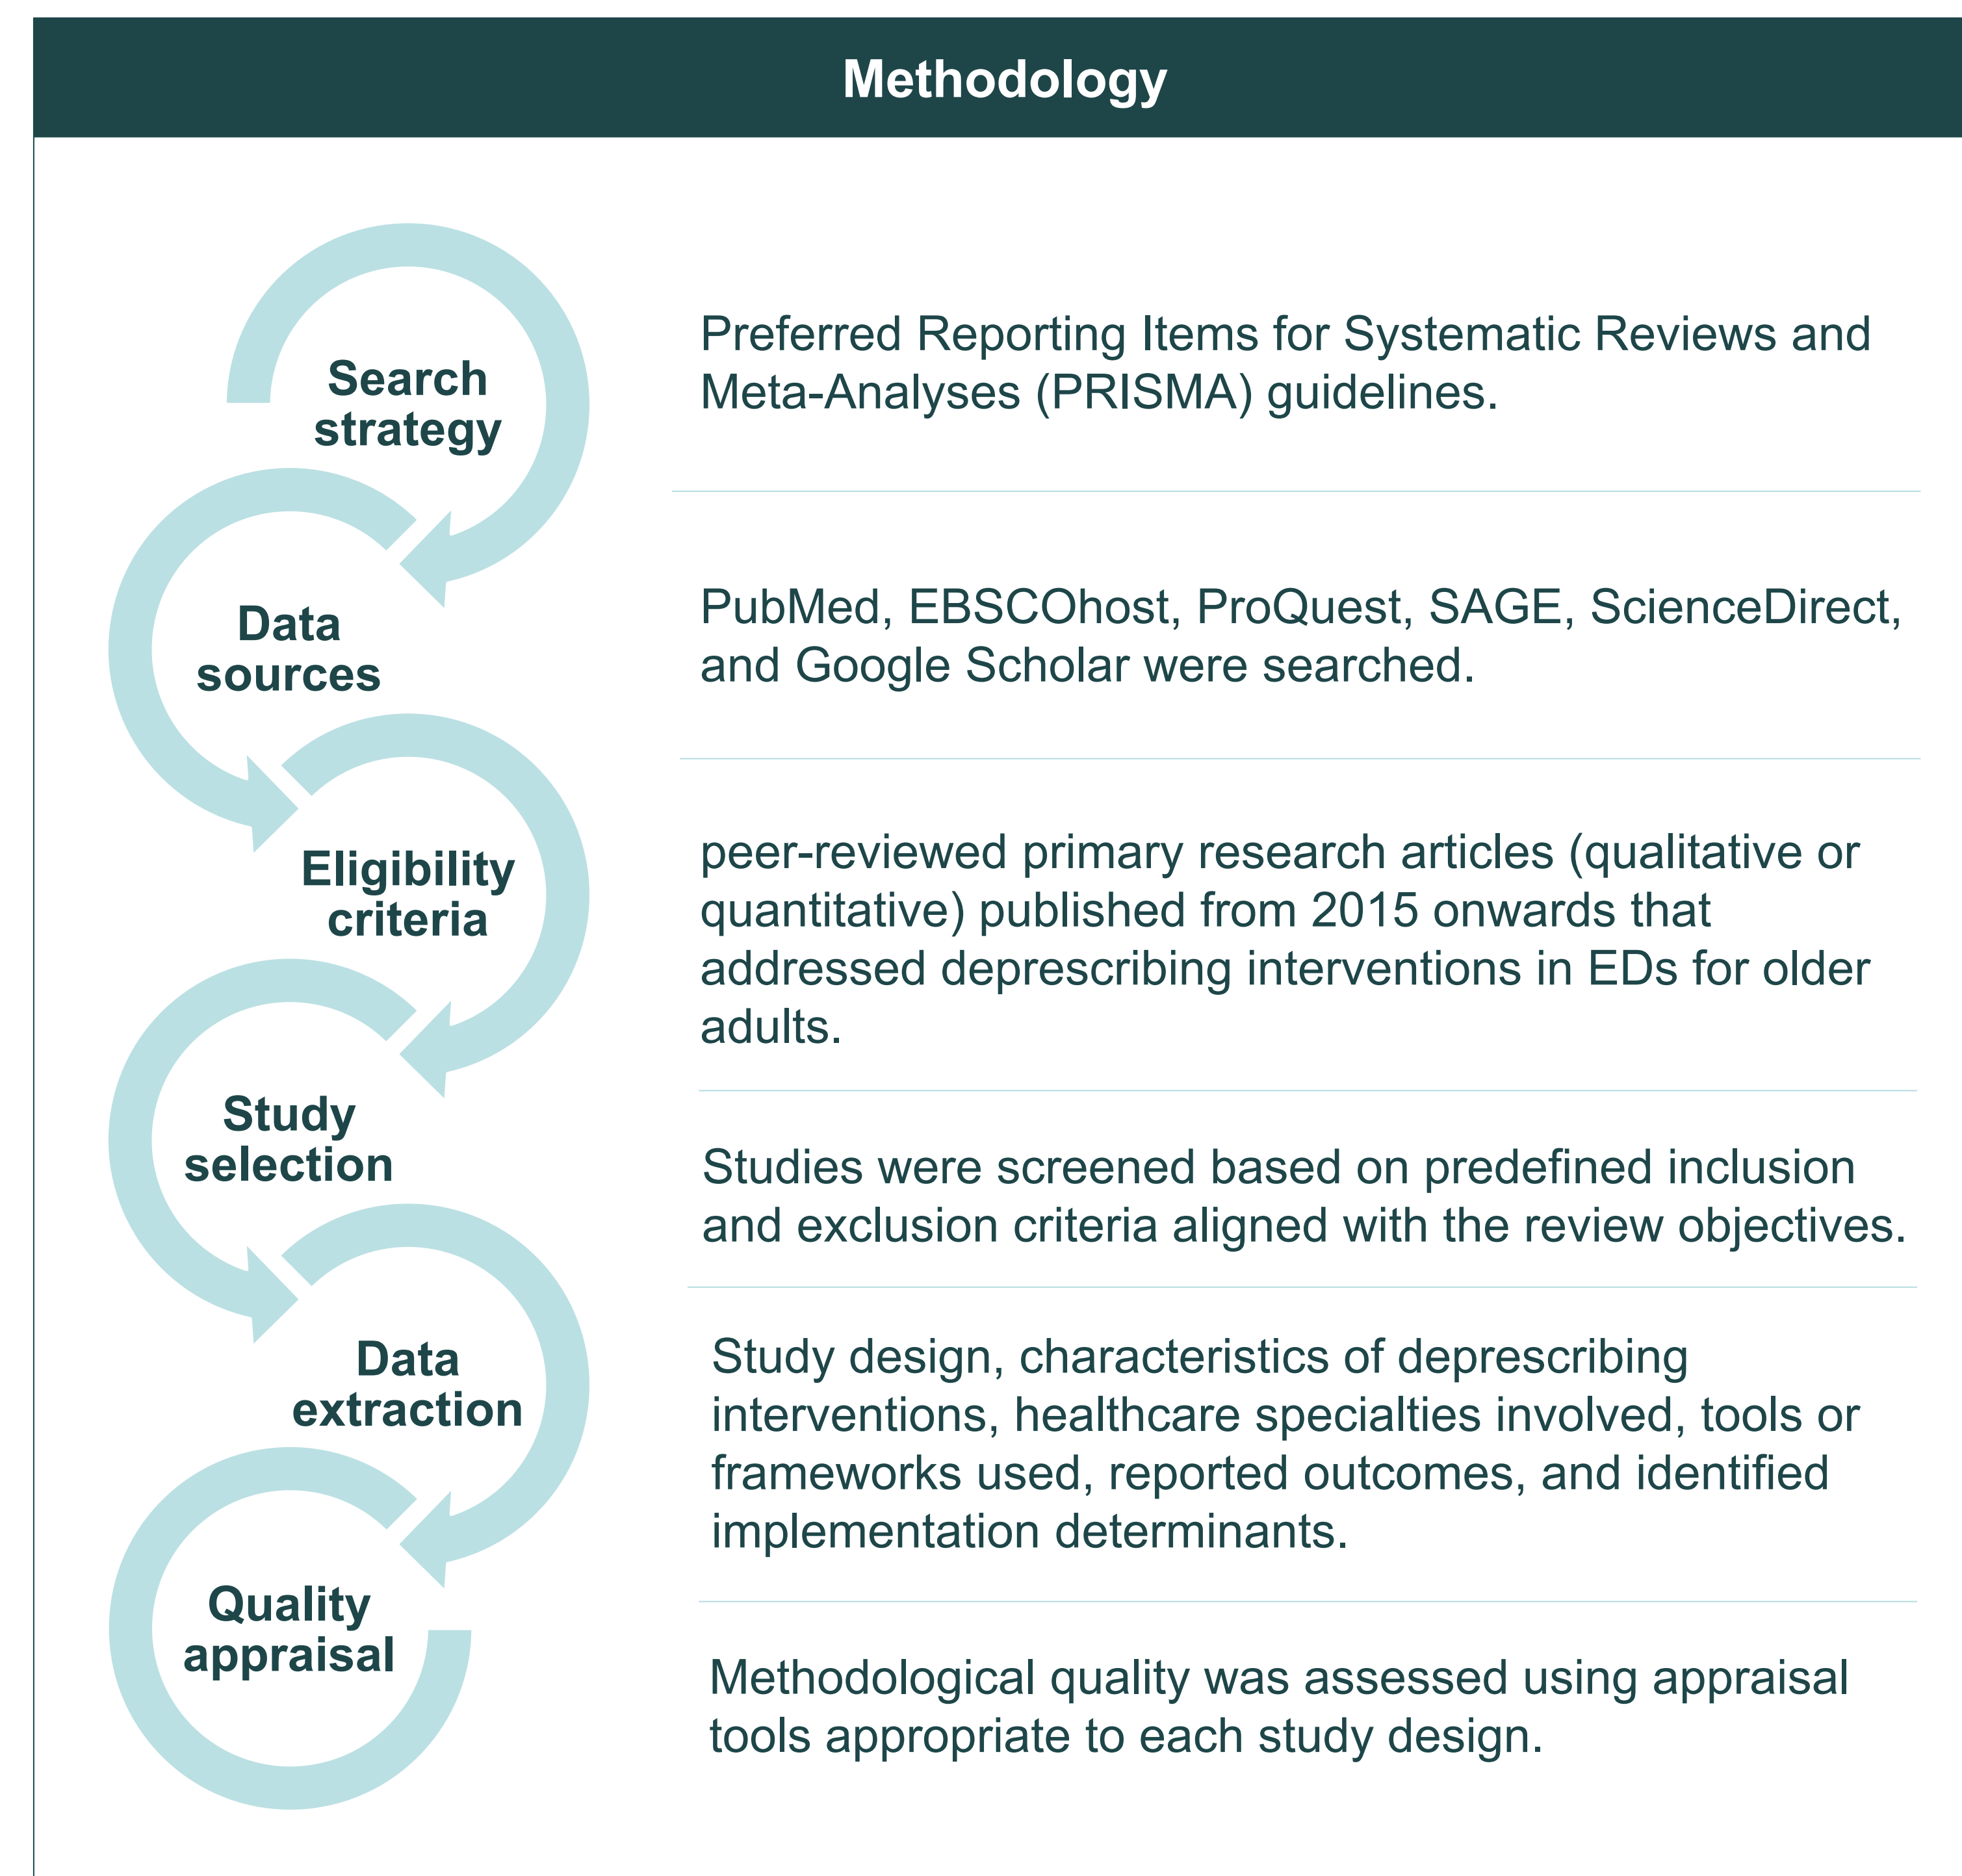 Methodology
Search
strategy
Preferred Reporting Items for Systematic Reviews and
Meta-Analyses (PRISMA) guidelines.
Data
sources
PubMed, EBSCOhost, ProQuest, SAGE, ScienceDirect,
and Google Scholar were searched.
Eligibility
criteria
peer-reviewed primary research articles (qualitative or
quantitative) published from 2015 onwards that
addressed deprescribing interventions in EDs for older
adults.
Study
selection
Studies were screened based on predefined inclusion
and exclusion criteria aligned with the review objectives.
Data
extraction
Study design, characteristics of deprescribing
interventions, healthcare specialties involved, tools or
frameworks used, reported outcomes, and identified
implementation determinants.
Quality
appraisal
Methodological quality was assessed using appraisal
tools appropriate to each study design.